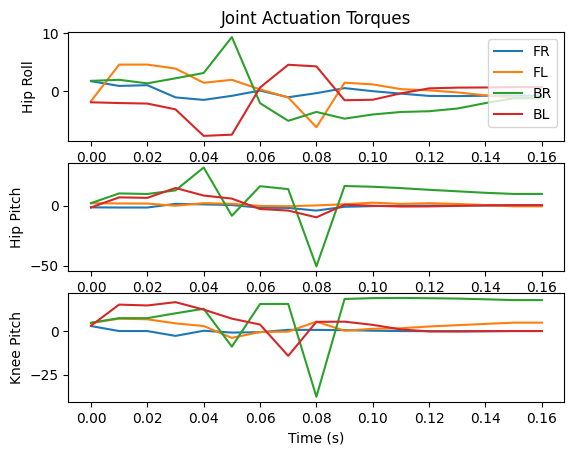 Joint Actuation Torques
Hip Roll
10
0
FR
FL
BR
BL
0.00 0.02 0.04 0.06 0.08 0.10 0.12 0.14 0.16
Hip Pitch
0
−50
0.00 0.02 0.04 0.06 0.08 0.10 0.12 0.14 0.16
Knee Pitch
0
−25
0.00 0.02 0.04 0.06 0.08 0.10 0.12 0.14 0.16
Time (s)